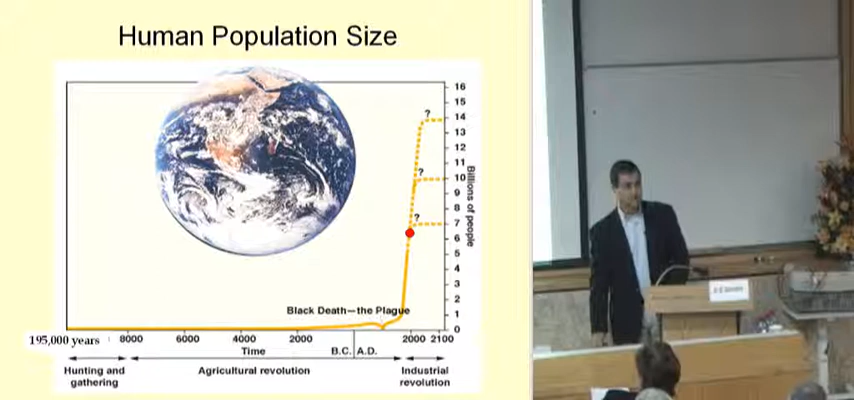 Human Population Size
16
15
14
13
12
11
10
9
8
7
6
5
4
3
2
1
0
Billions of people
?
?
?
Black Death—the Plague
195,000 years
8000
6000
4000
2000
2000
2100
Time
B.C.
A.D.
Hunting and
gathering
Agricultural revolution
Industrial
revolution